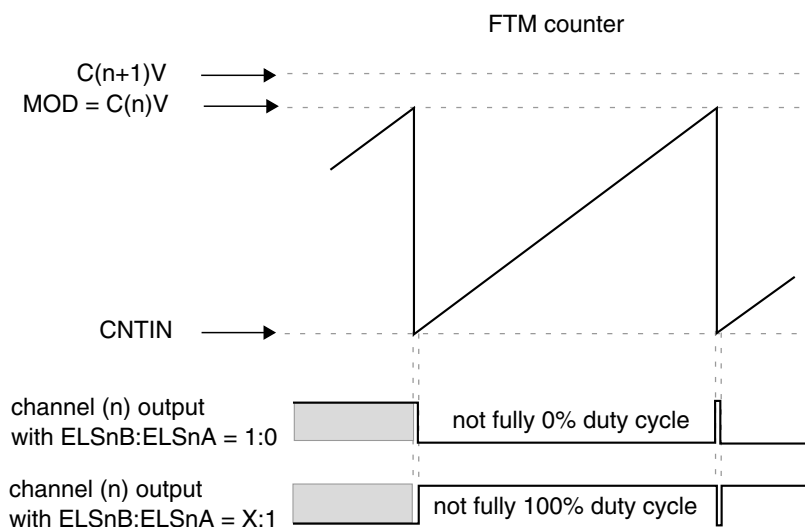 FTM counter
C(n+1)V
MOD = C(n)V
CNTIN
channel (n) output
with ELSnB:ELSnA = 1:0
not fully 0% duty cycle
channel (n) output
with ELSnB:ELSnA = X:1
not fully 100% duty cycle